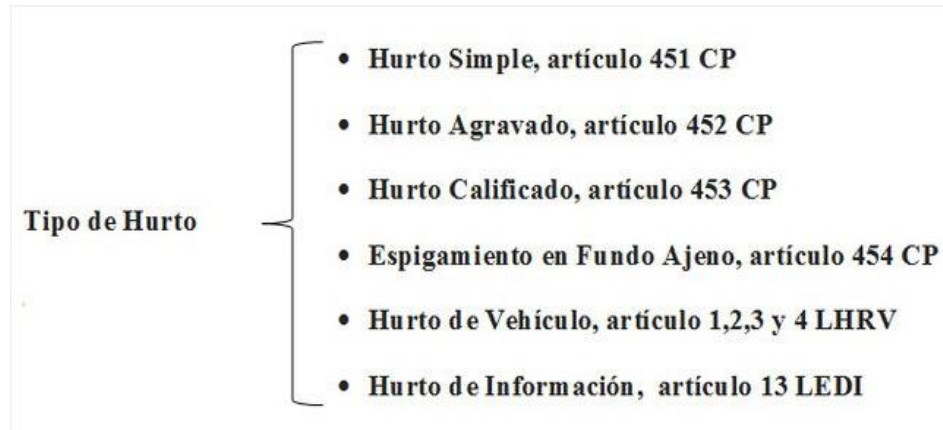 • Hurto Simple, artículo 451 CP
• Hurto Agravado, artículo 452 CP
• Hurto Calificado, artículo 453 CP
Tipo de Hurto
• Espigamiento en Fundo Ajeno, artículo 454 CP
• Hurto de Vehículo, artículo 1,2,3 y 4 LHRV
• Hurto de Información, artículo 13 LEDI